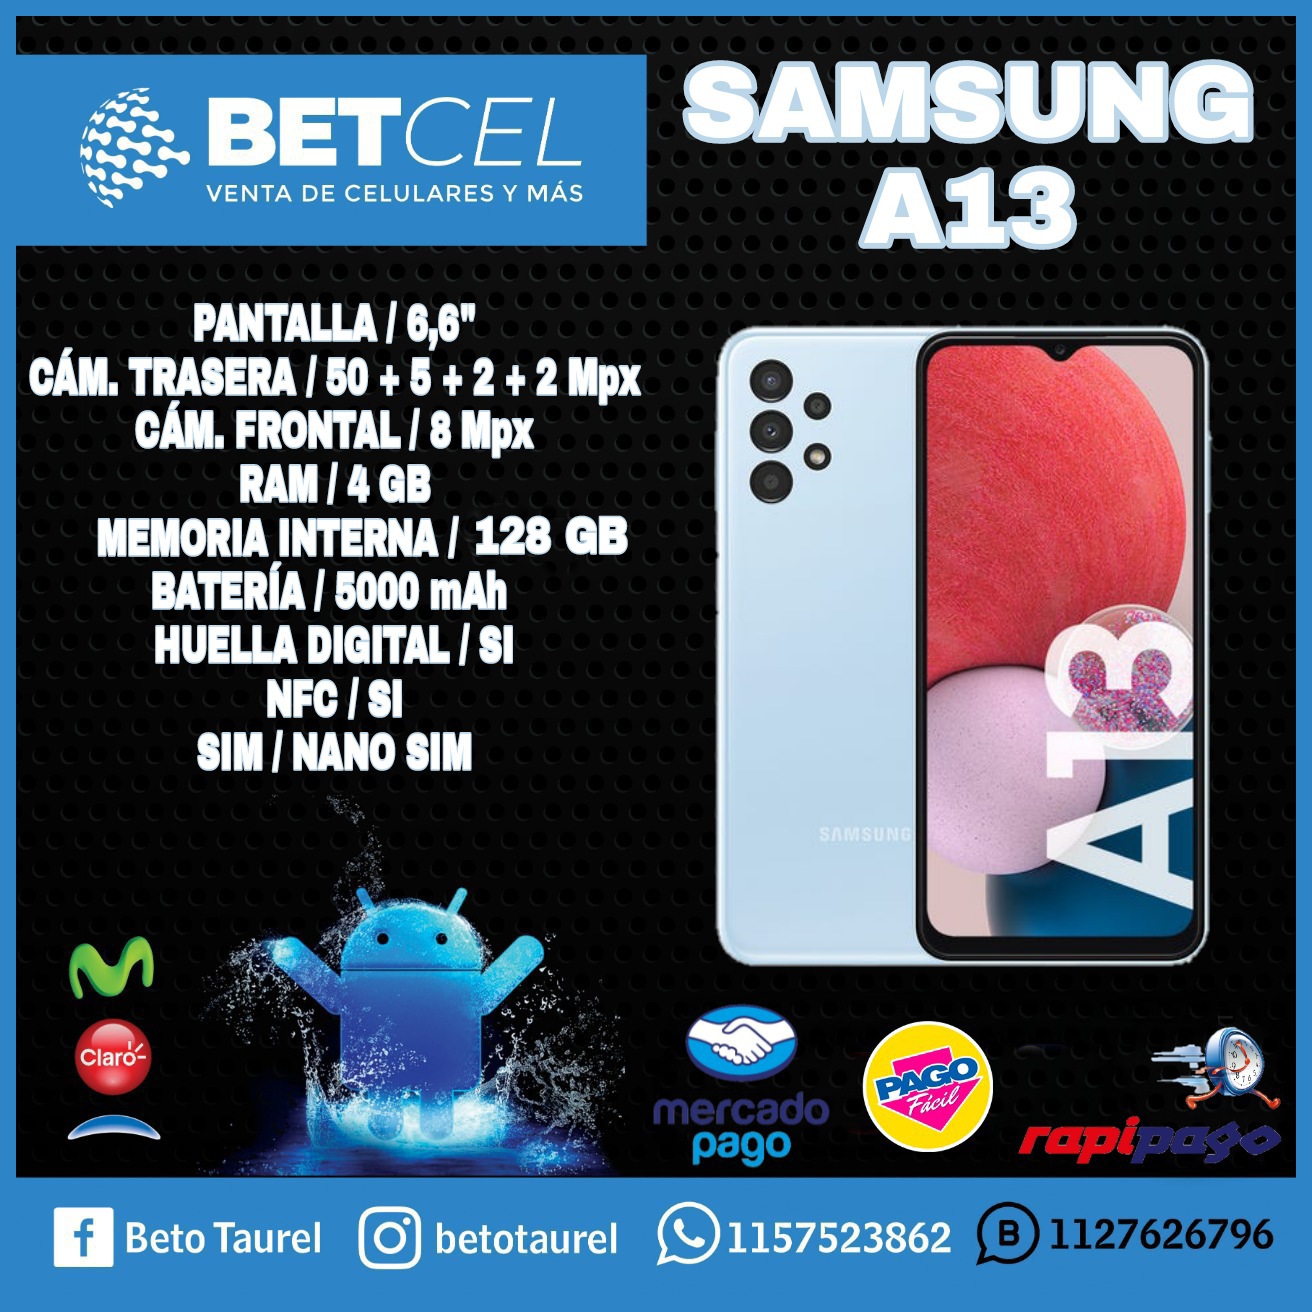 BETCEL
VENTA DE CELULARES Y MÁS
SAMSUNG
A13
PANTALLA / 6,6"
CÁM. TRASERA / 50 + 5 + 2 + 2 Mpx
CÁM. FRONTAL / 8 Mpx
RAM / 4 GB
MEMORIA INTERNA / 128 GB
BATERÍA / 5000 mAh
HUELLA DIGITAL / SI
NFC / SI
SIM / NANO SIM
SAMSUNG
A13
Claro
mercado
pago
PAGO
Fácil
rapipago
Beto Taurel
betotaurel
1157523862
B
1127626796